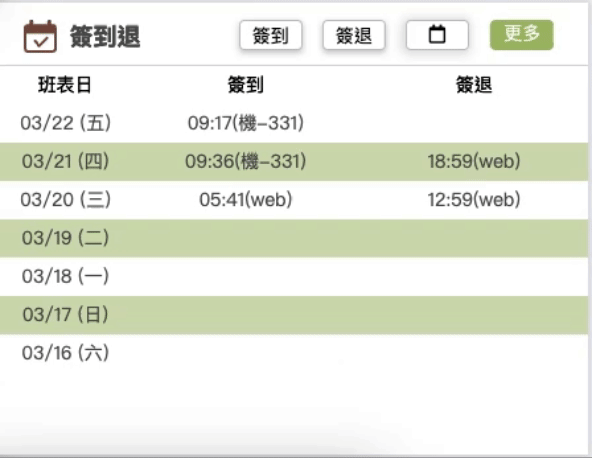 簽到退 簽到 簽退 更多
班表日 簽到 簽退
03/22 (五) 09:17(機-331)
03/21 (四) 09:36(機-331) 18:59(web)
03/20 (三) 05:41(web) 12:59(web)
03/19 (二)
03/18 (一)
03/17 (日)
03/16 (六)